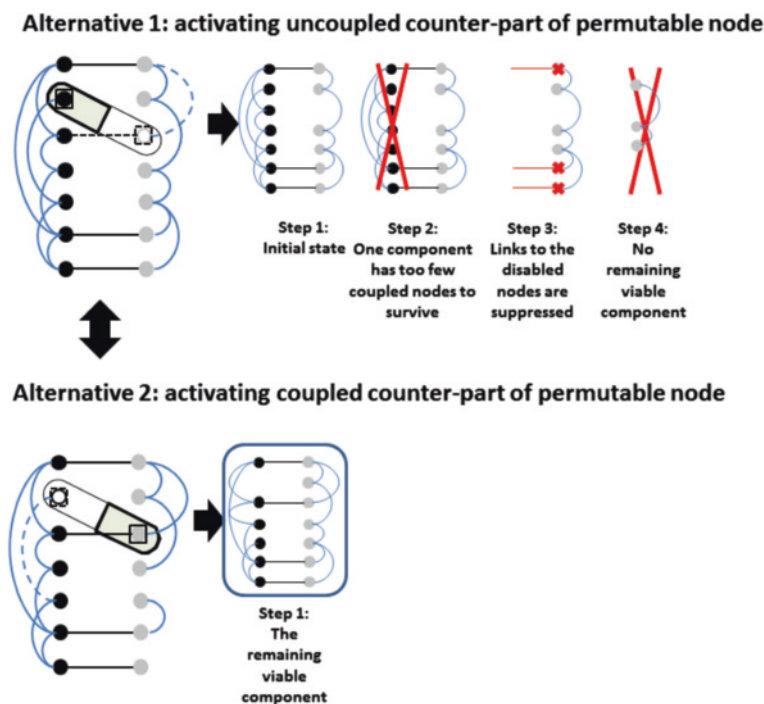 Alternative 1: activating uncoupled counter-part of permutable node
Step 1:
Initial state
Step 2:
One component
has too few
coupled nodes to
survive
Step 3:
Links to the
disabled
nodes are
suppressed
Step 4:
No
remaining
viable
component
Alternative 2: activating coupled counter-part of permutable node
Step 1:
The
remaining
viable
component